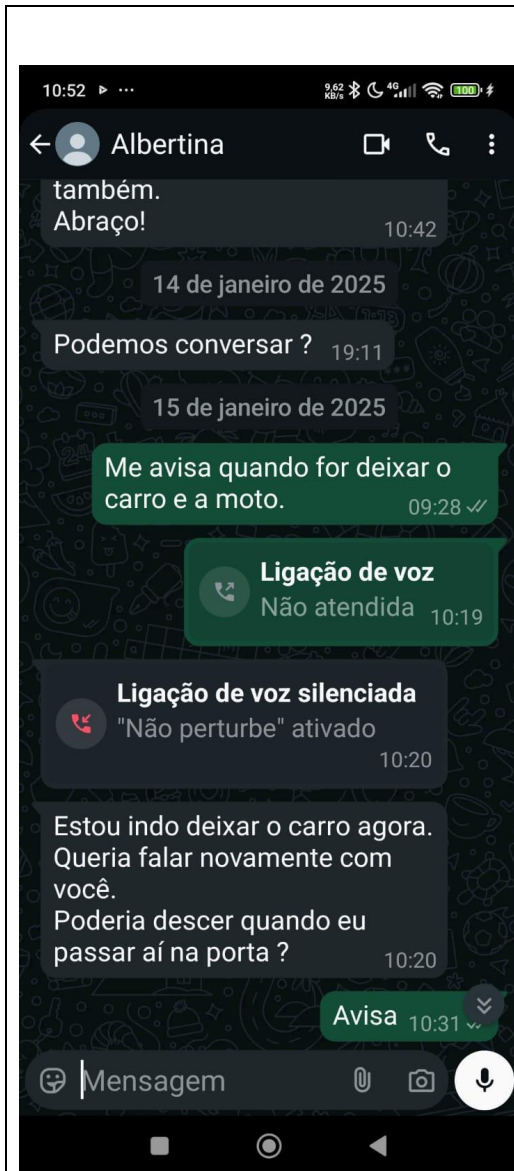 10:52
9,62
KB/s
4G
100
Albertina
também.
Abraço!
10:42
14 de janeiro de 2025
Podemos conversar ? 19:11
15 de janeiro de 2025
Me avisa quando for deixar o
carro e a moto.
09:28
Ligação de voz
Não atendida 10:19
Ligação de voz silenciada
"Não perturbe" ativado
10:20
Estou indo deixar o carro agora.
Queria falar novamente com
você.
Poderia descer quando eu
passar aí na porta ? 10:20
Avisa 10:31
Mensagem